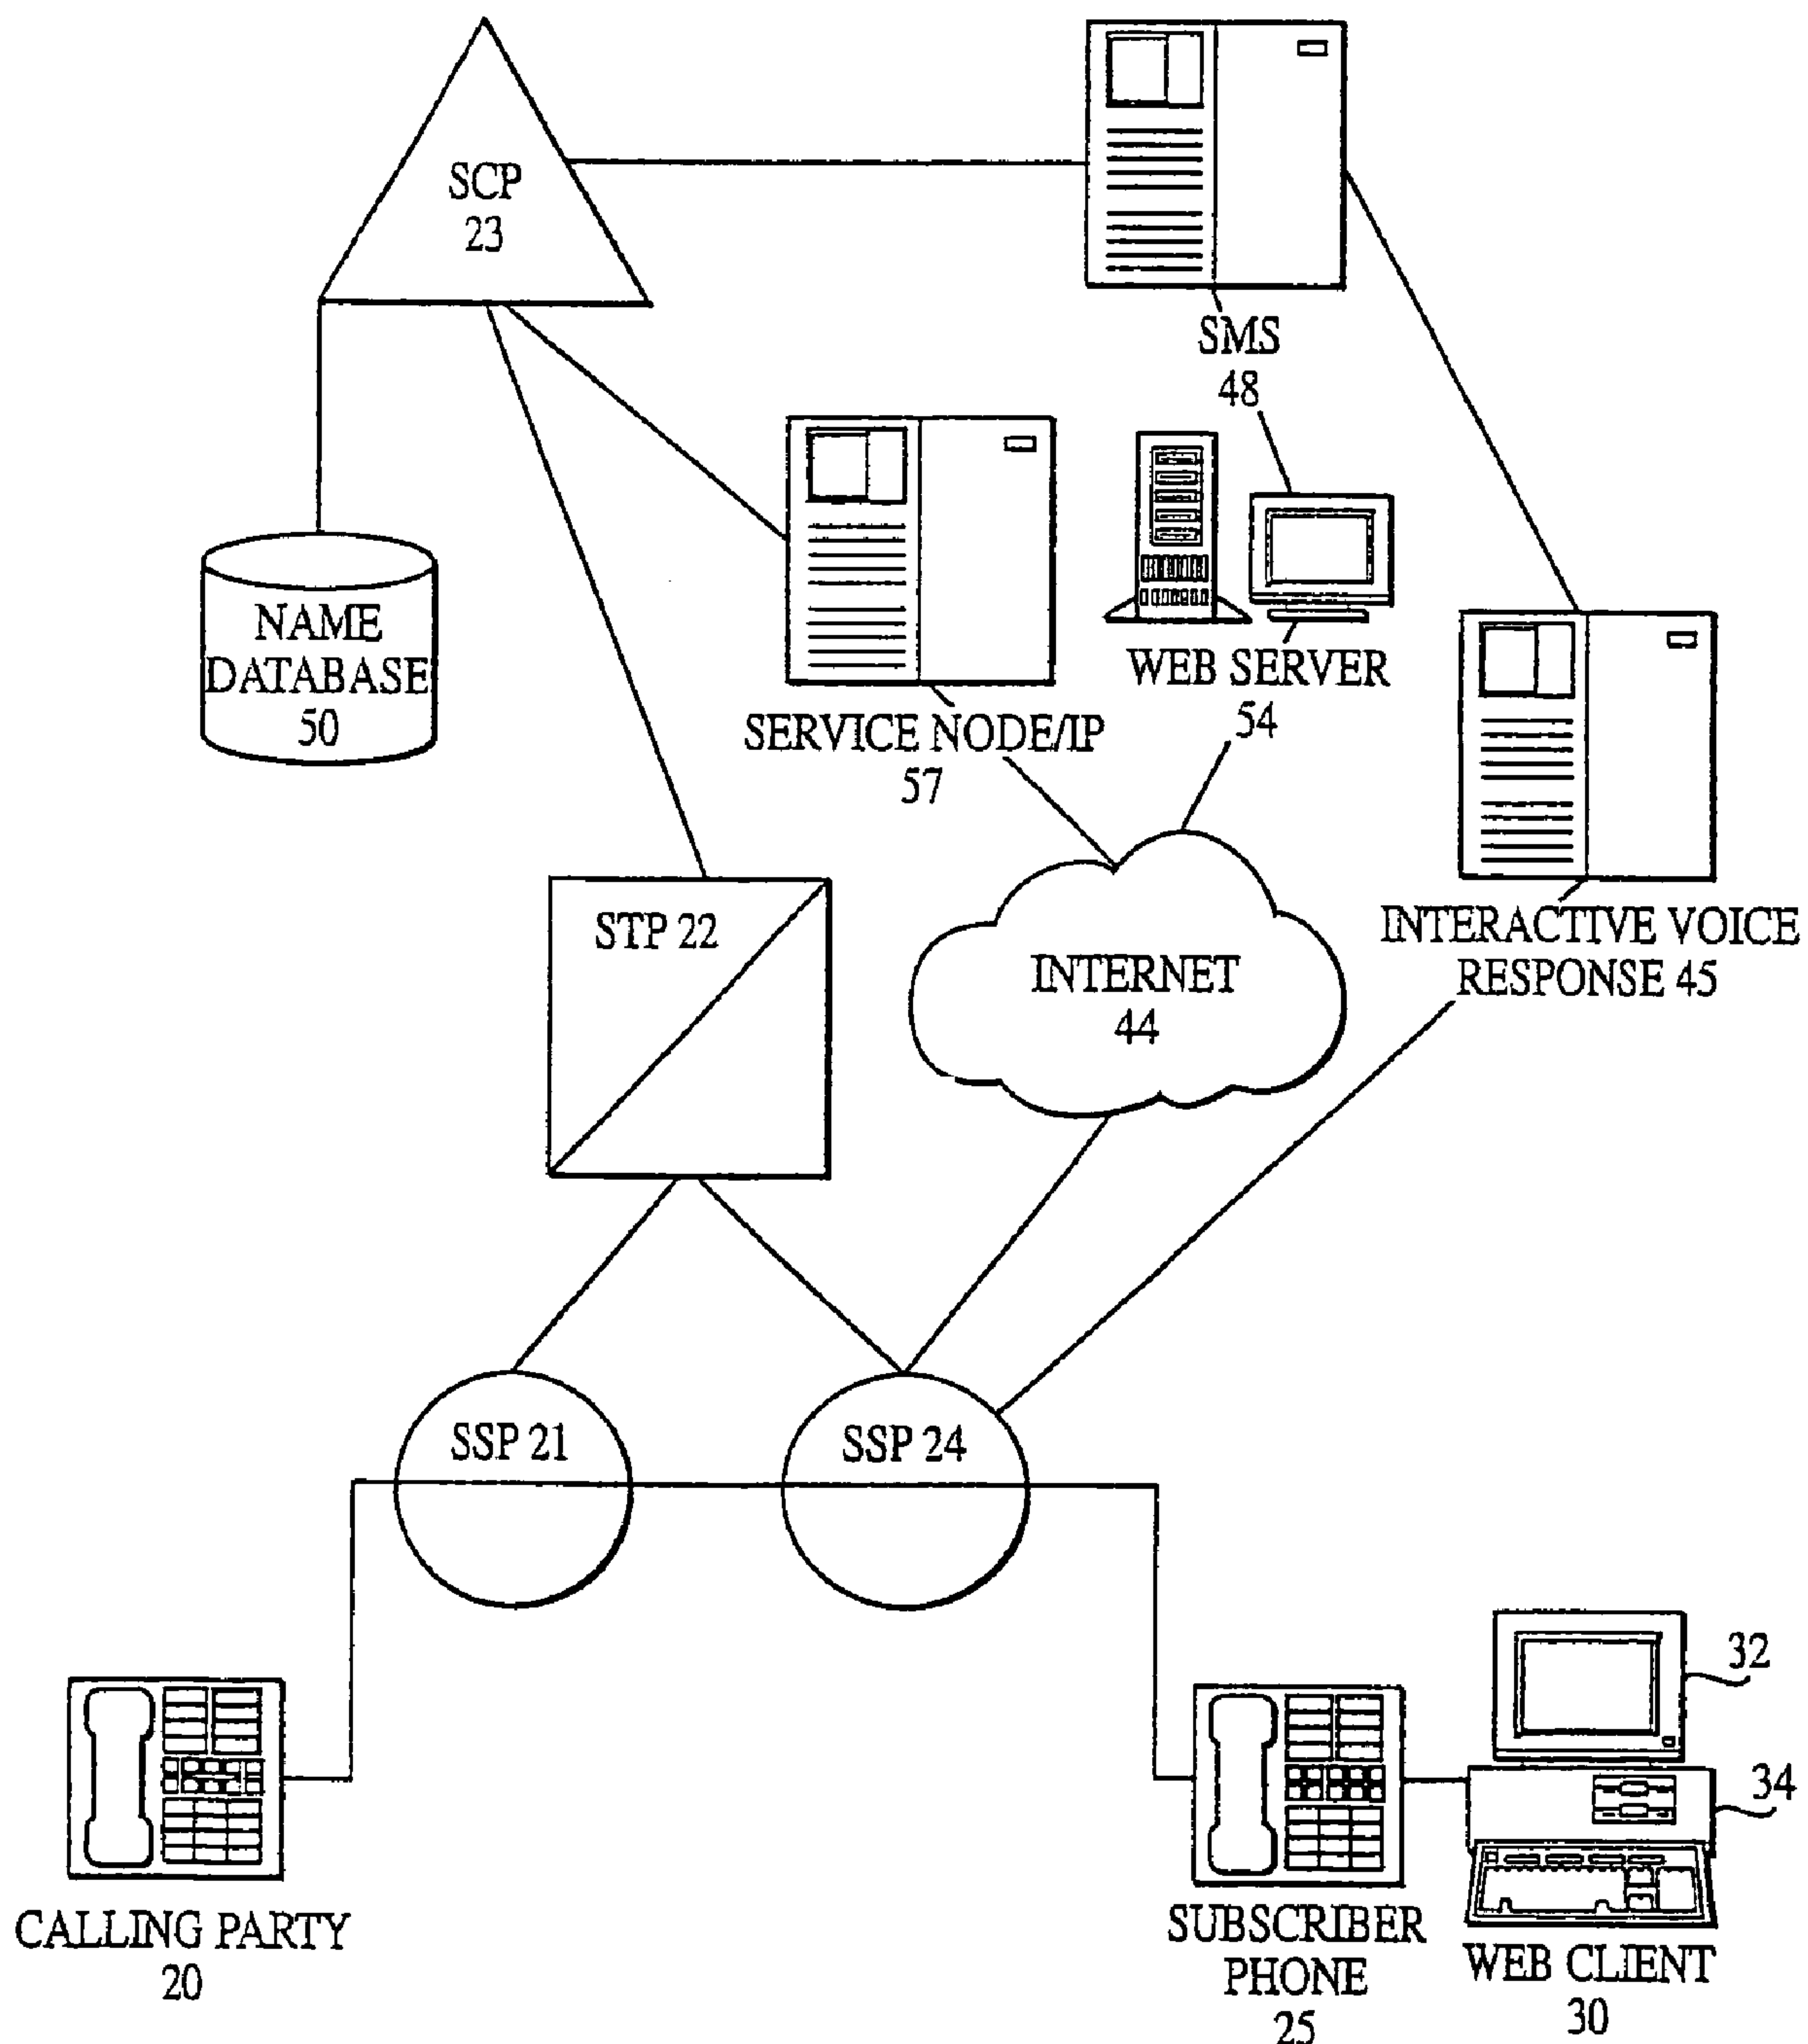 SCP
23
SMS
48
NAME
DATABASE
50
SERVICE NODE/IP
57
WEB SERVER
54
INTERACTIVE VOICE
RESPONSE 45
STP 22
INTERNET
44
SSP 21
SSP 24
32
34
CALLING PARTY
20
SUBSCRIBER
PHONE
25
WEB CLIENT
30